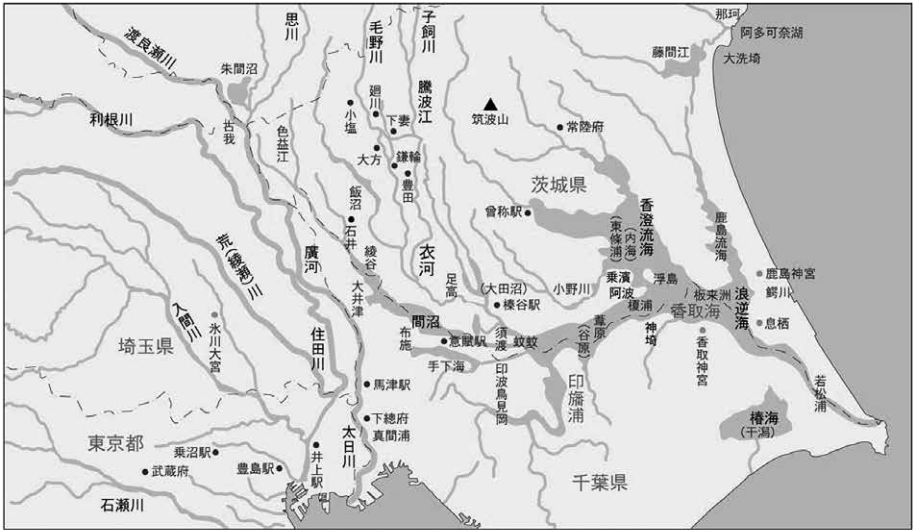 渡良瀬川
思川
毛野川
子飼川
那珂
阿多可奈湖
藤間江
大洗埼
朱間沼
騰波江
廻川
小塩
下妻
筑波山
常陸府
利根川
古我
色益江
大方
鎌輪
豊田
茨城県
飯沼
石井
曾称駅
香澄流海
(内海)
(東條浦)
鹿島流海
荒(綾瀬)川
廣河
綾谷
衣河
足高
乗濱
浮島
鹿島神宮
入間川
大井津
(大田沼)
榛谷駅
小野川
阿波
榎浦
板来洲
浪逆海
鰐川
香取海
氷川大宮
住田川
間沼
布施
意賦駅
須渡
蚊蚊
葦原
(谷原)
神埼
香取神宮
息栖
埼玉県
手下海
印波鳥見岡
印旛浦
若松浦
馬津駅
下總府
真間浦
椿海
(干潟)
東京都
乗沼駅
武蔵府
豊島駅
井上駅
太日川
千葉県
石瀬川